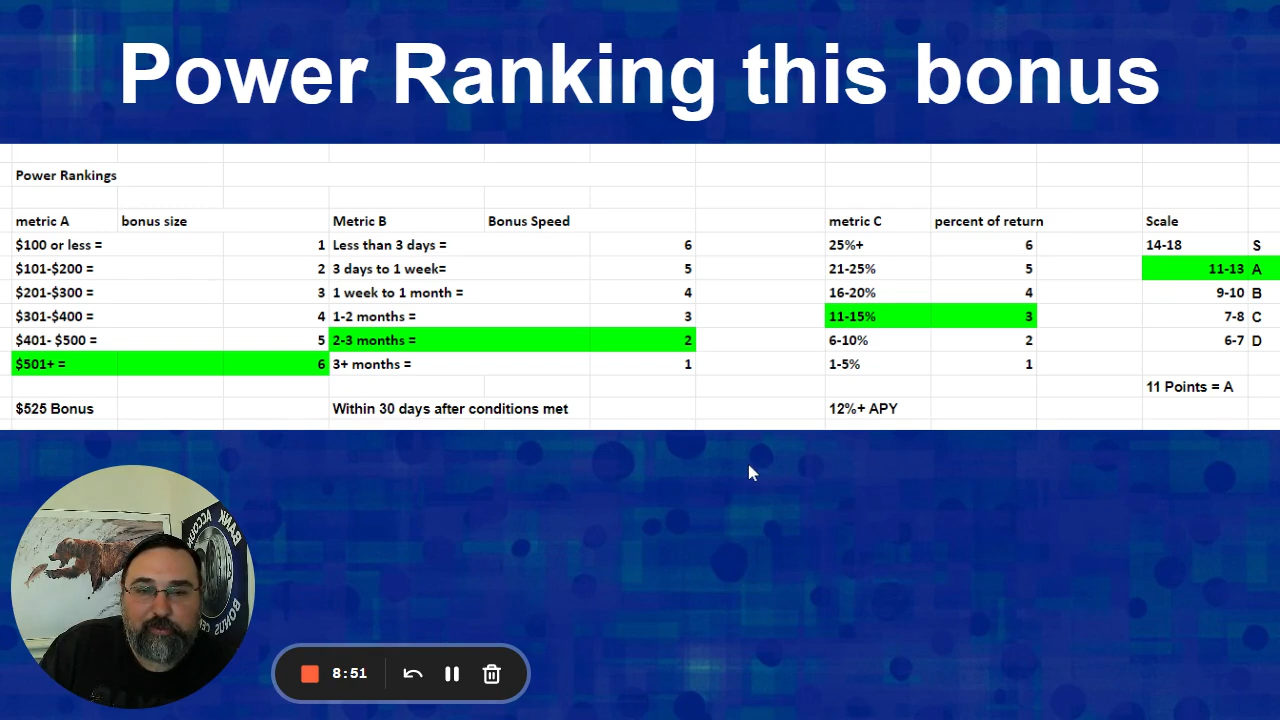 Power Ranking this bonus
Power Rankings
metric A bonus size Metric B Bonus Speed metric C percent of return Scale
$100 or less = 1 Less than 3 days = 6 25%+ 6 14-18 S
$101-$200 = 2 3 days to 1 week= 5 21-25% 5 11-13 A
$201-$300 = 3 1 week to 1 month = 4 16-20% 4 9-10 B
$301-$400 = 4 1-2 months = 3 11-15% 3 7-8 C
$401- $500 = 5 2-3 months = 2 6-10% 2 6-7 D
$501+ = 6 3+ months = 1 1-5% 1
11 Points = A
$525 Bonus Within 30 days after conditions met 12%+ APY
BANK ACCOUNT
BONUS
8:51